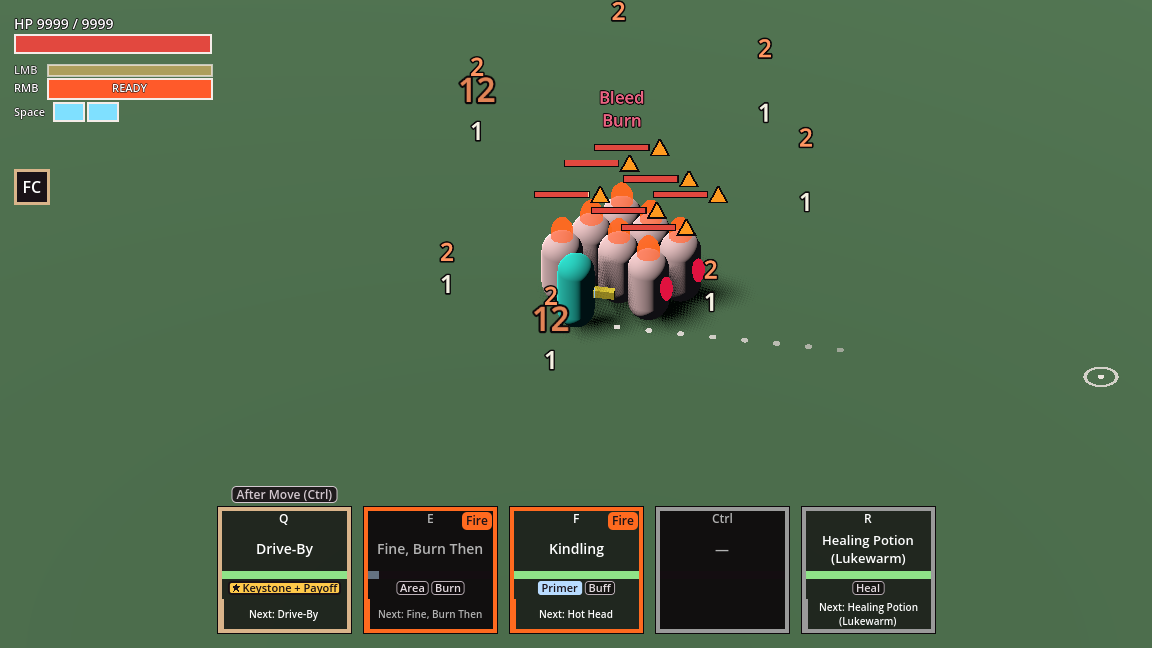 HP 9999 / 9999
LMB
RMB
READY
Space
FC
2
2
2
12
1
Bleed
Burn
1
2
1
2
1
2
1
2
12
1
After Move (Ctrl)
Q
Drive-By
★ Keystone + Payoff
Next: Drive-By
E
Fire
Fine, Burn Then
Area
Burn
Next: Fine, Burn Then
F
Fire
Kindling
Primer
Buff
Next: Hot Head
Ctrl
—
R
Healing Potion
(Lukewarm)
Heal
Next: Healing Potion
(Lukewarm)